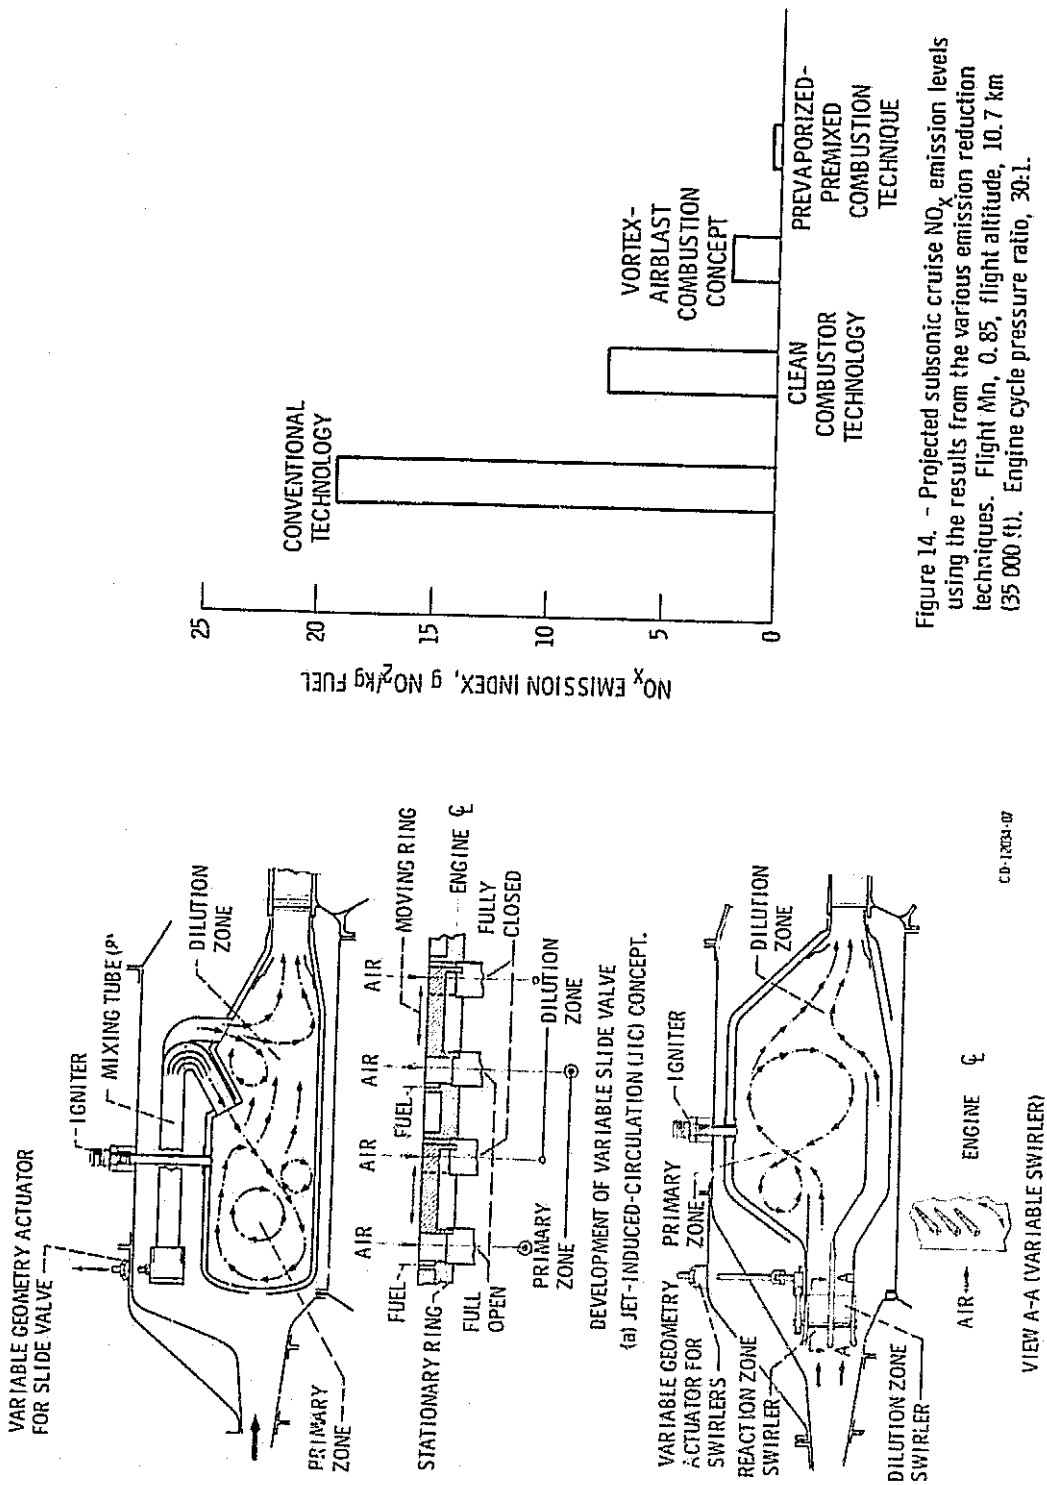 VARIABLE GEOMETRY ACTUATOR
FOR SLIDE VALVE
IGNITER
MIXING TUBE
DILUTION
ZONE
PRIMARY
ZONE
AIR
AIR
AIR
AIR
MOVING RING
FUEL
FUEL
ENGINE ℄
STATIONARY RING
FULL
OPEN
FULLY
CLOSED
PRIMARY
ZONE
DILUTION
ZONE
DEVELOPMENT OF VARIABLE SLIDE VALVE
(a) JET-INDUCED-CIRCULATION (JIC) CONCEPT.
VARIABLE GEOMETRY
ACTUATOR FOR
SWIRLERS
PRIMARY
ZONE
IGNITER
DILUTION
ZONE
REACTION ZONE
SWIRLER
A
A
DILUTION ZONE
SWIRLER
AIR
ENGINE ℄
VIEW A-A (VARIABLE SWIRLER)
CD-12034-07
NOx EMISSION INDEX, g NO2/kg FUEL
25
20
15
10
5
0
CONVENTIONAL
TECHNOLOGY
CLEAN
COMBUSTOR
TECHNOLOGY
VORTEX-
AIRBLAST
COMBUSTION
CONCEPT
PREVAPORIZED-
PREMIXED
COMBUSTION
TECHNIQUE
Figure 14. - Projected subsonic cruise NOx emission levels
using the results from the various emission reduction
techniques. Flight Mn, 0.85, flight altitude, 10.7 km
(35 000 ft). Engine cycle pressure ratio, 30:1.